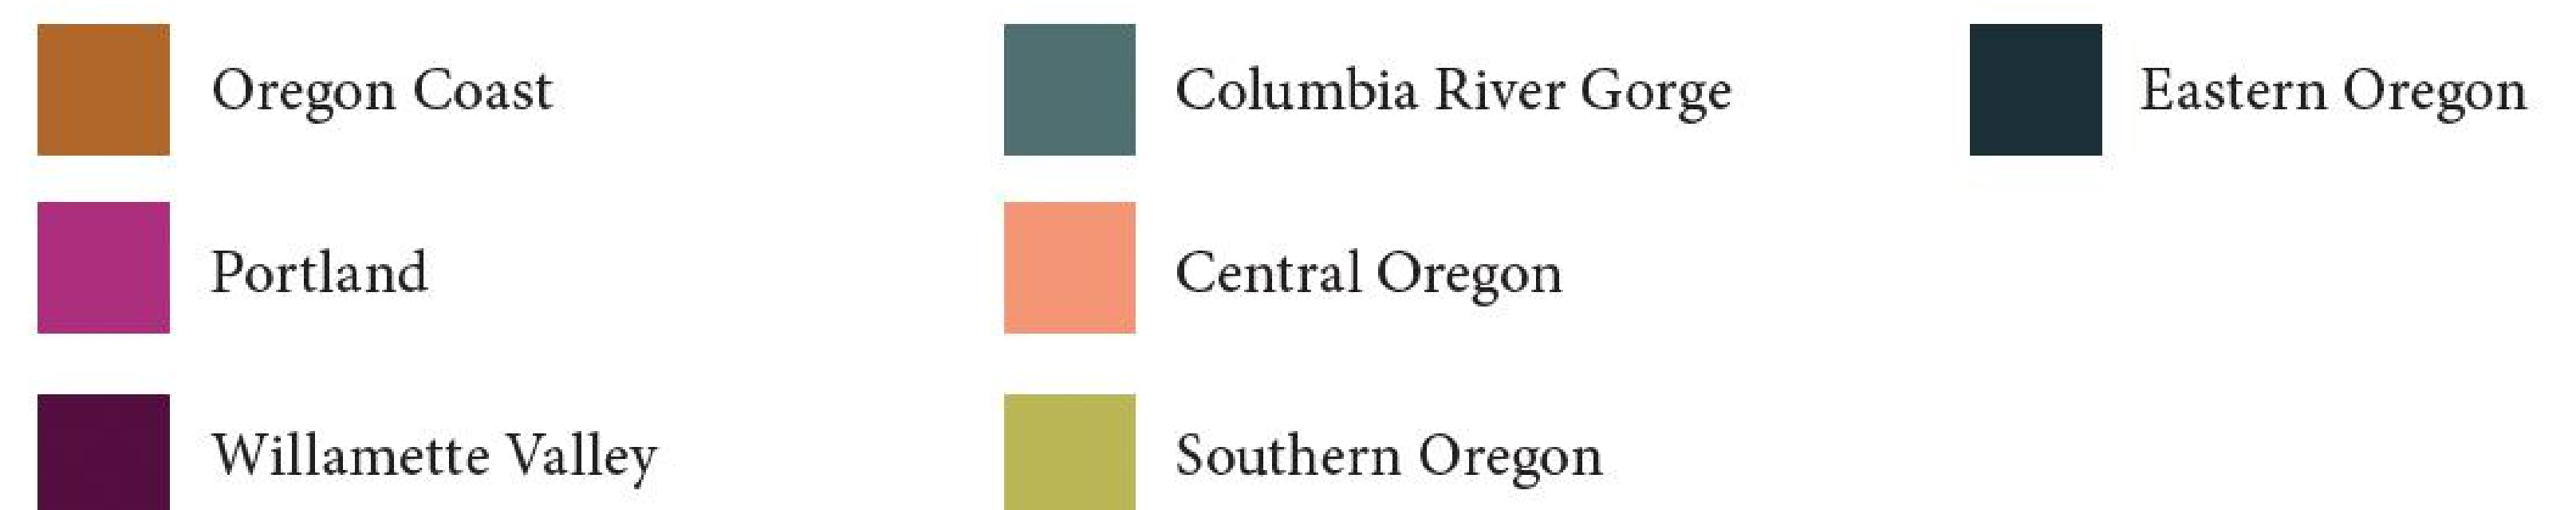 Oregon Coast
Portland
Willamette Valley
Columbia River Gorge
Central Oregon
Southern Oregon
Eastern Oregon